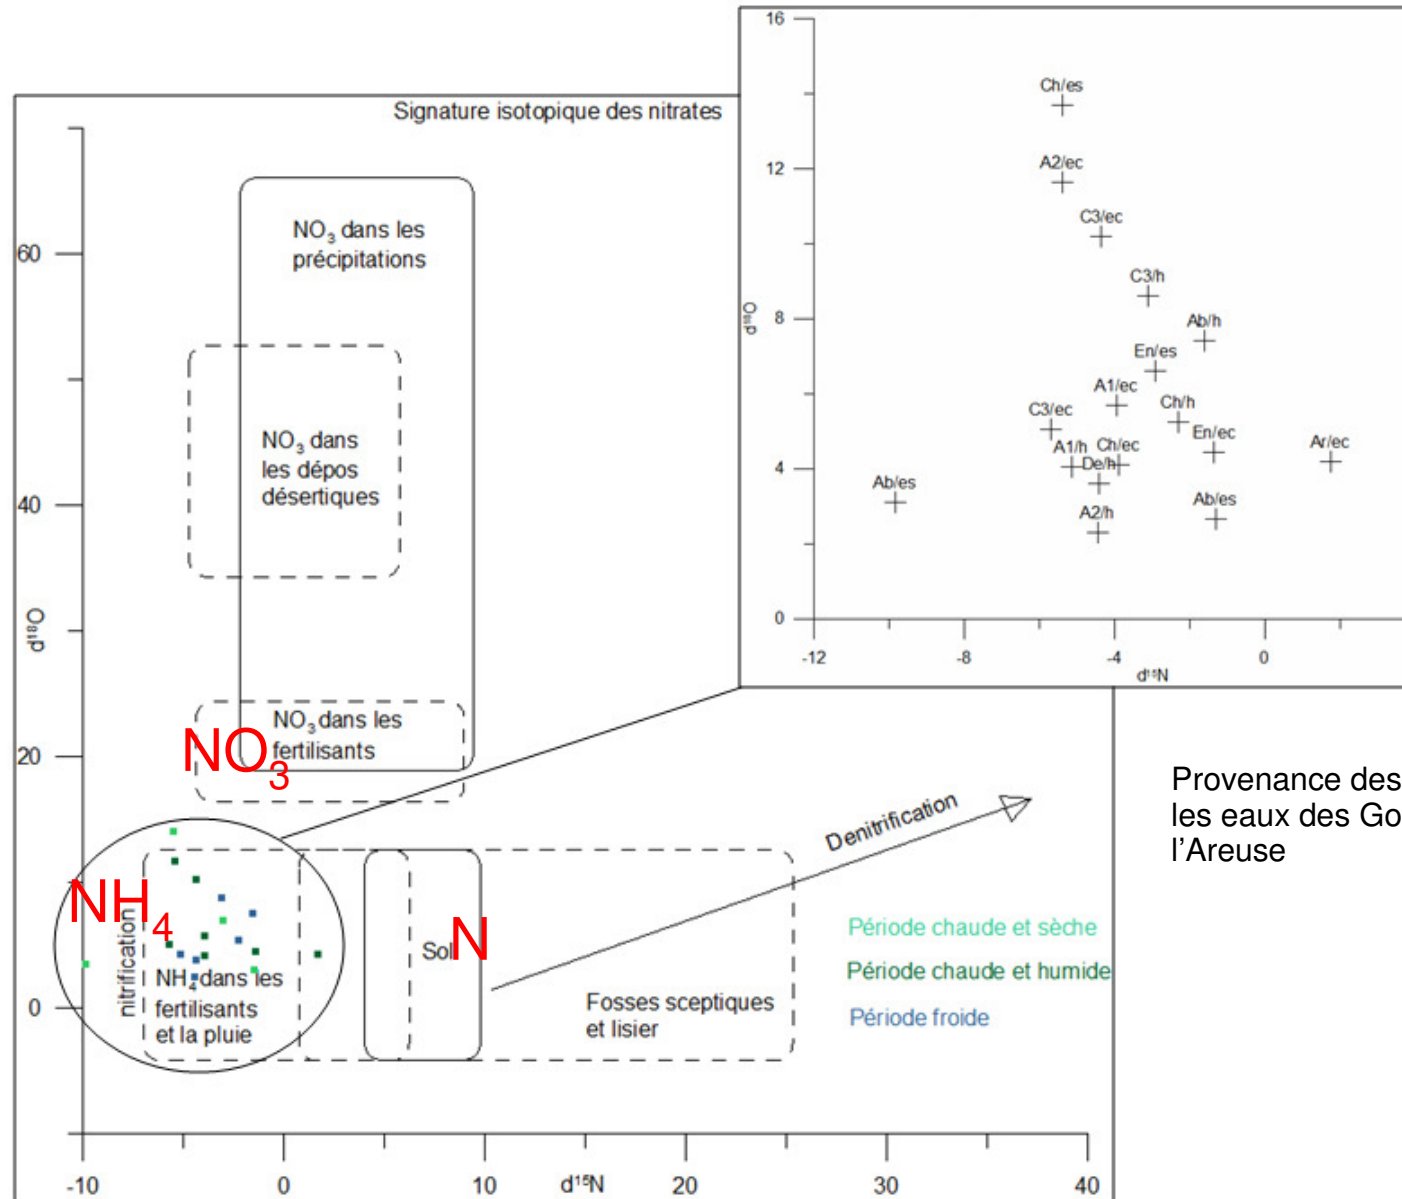 Signature isotopique des nitrates
60
40
20
0
d¹⁸O
-10
0
10
20
30
40
d¹⁵N
NO₃ dans les
précipitations
NO₃ dans
les dépos
désertiques
NO₃ dans les
fertilisants
NO₃
NH₄
nitrification
NH₄ dans les
fertilisants
et la pluie
Sol
N
Fosses sceptiques
et lisier
Denitrification
Période chaude et sèche
Période chaude et humide
Période froide
16
12
8
4
0
d¹⁸O
-12
-8
-4
0
d¹⁵N
Ch/es
A2/ec
C3/ec
C3/h
Ab/h
En/es
A1/ec
Ch/h
C3/ec
En/ec
A1/h
Ch/ec
Ar/ec
De/h
Ab/es
Ab/es
A2/h
Provenance des
les eaux des Go
l'Areuse